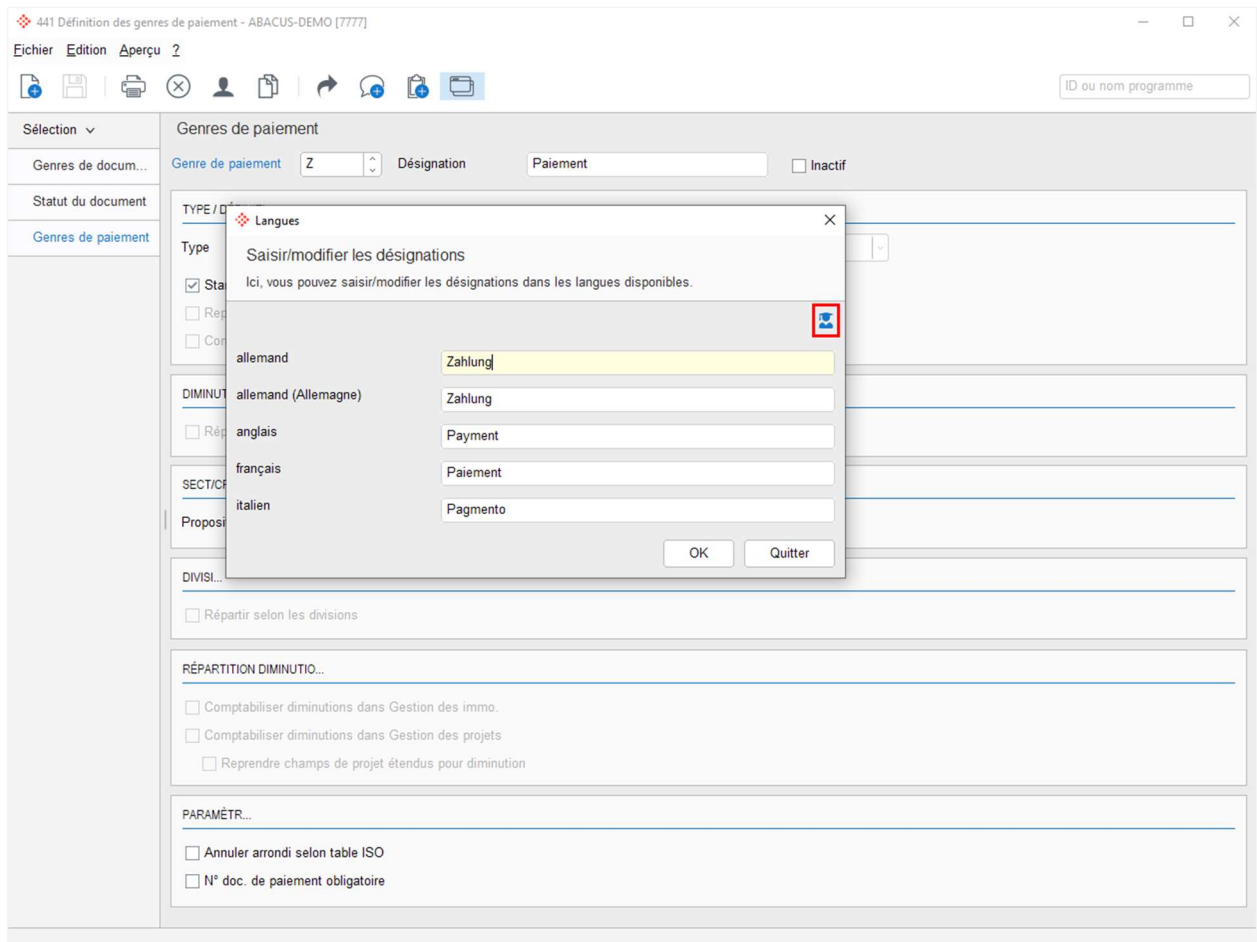 441 Définition des genres de paiement - ABACUS-DEMO [7777]
Fichier Edition Aperçu ?
ID ou nom programme
Sélection
Genres de docum...
Statut du document
Genres de paiement
Genres de paiement
Genre de paiement Z Désignation Paiement Inactif
TYPE / D
Type
Sta
Rep
Con
DIMINUT
Rép
SECT/CR
Proposi
Langues
Saisir/modifier les désignations
Ici, vous pouvez saisir/modifier les désignations dans les langues disponibles.
allemand Zahlung
allemand (Allemagne) Zahlung
anglais Payment
français Paiement
italien Pagmento
OK Quitter
DIVISI...
Répartir selon les divisions
RÉPARTITION DIMINUTIO...
Comptabiliser diminutions dans Gestion des immo.
Comptabiliser diminutions dans Gestion des projets
Reprendre champs de projet étendus pour diminution
PARAMÈTR...
Annuler arrondi selon table ISO
N° doc. de paiement obligatoire